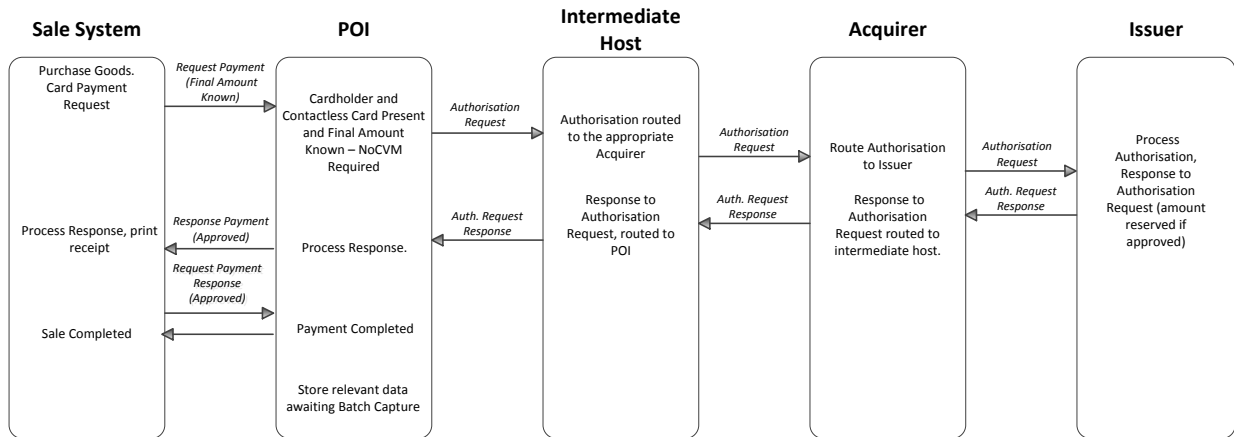 Sale System
POI
Intermediate
Host
Acquirer
Issuer
Purchase Goods.
Card Payment
Request
Request Payment
(Final Amount
Known)
Cardholder and
Contactless Card Present
and Final Amount
Known – NoCVM
Required
Authorisation
Request
Authorisation routed
to the appropriate
Acquirer
Authorisation
Request
Route Authorisation
to Issuer
Authorisation
Request
Process
Authorisation,
Response to
Authorisation
Request (amount
reserved if
approved)
Auth. Request
Response
Response to
Authorisation
Request routed to
intermediate host.
Auth. Request
Response
Response to
Authorisation
Request, routed to
POI
Auth. Request
Response
Process Response.
Response Payment
(Approved)
Process Response, print
receipt
Request Payment
Response
(Approved)
Payment Completed
Sale Completed
Store relevant data
awaiting Batch Capture